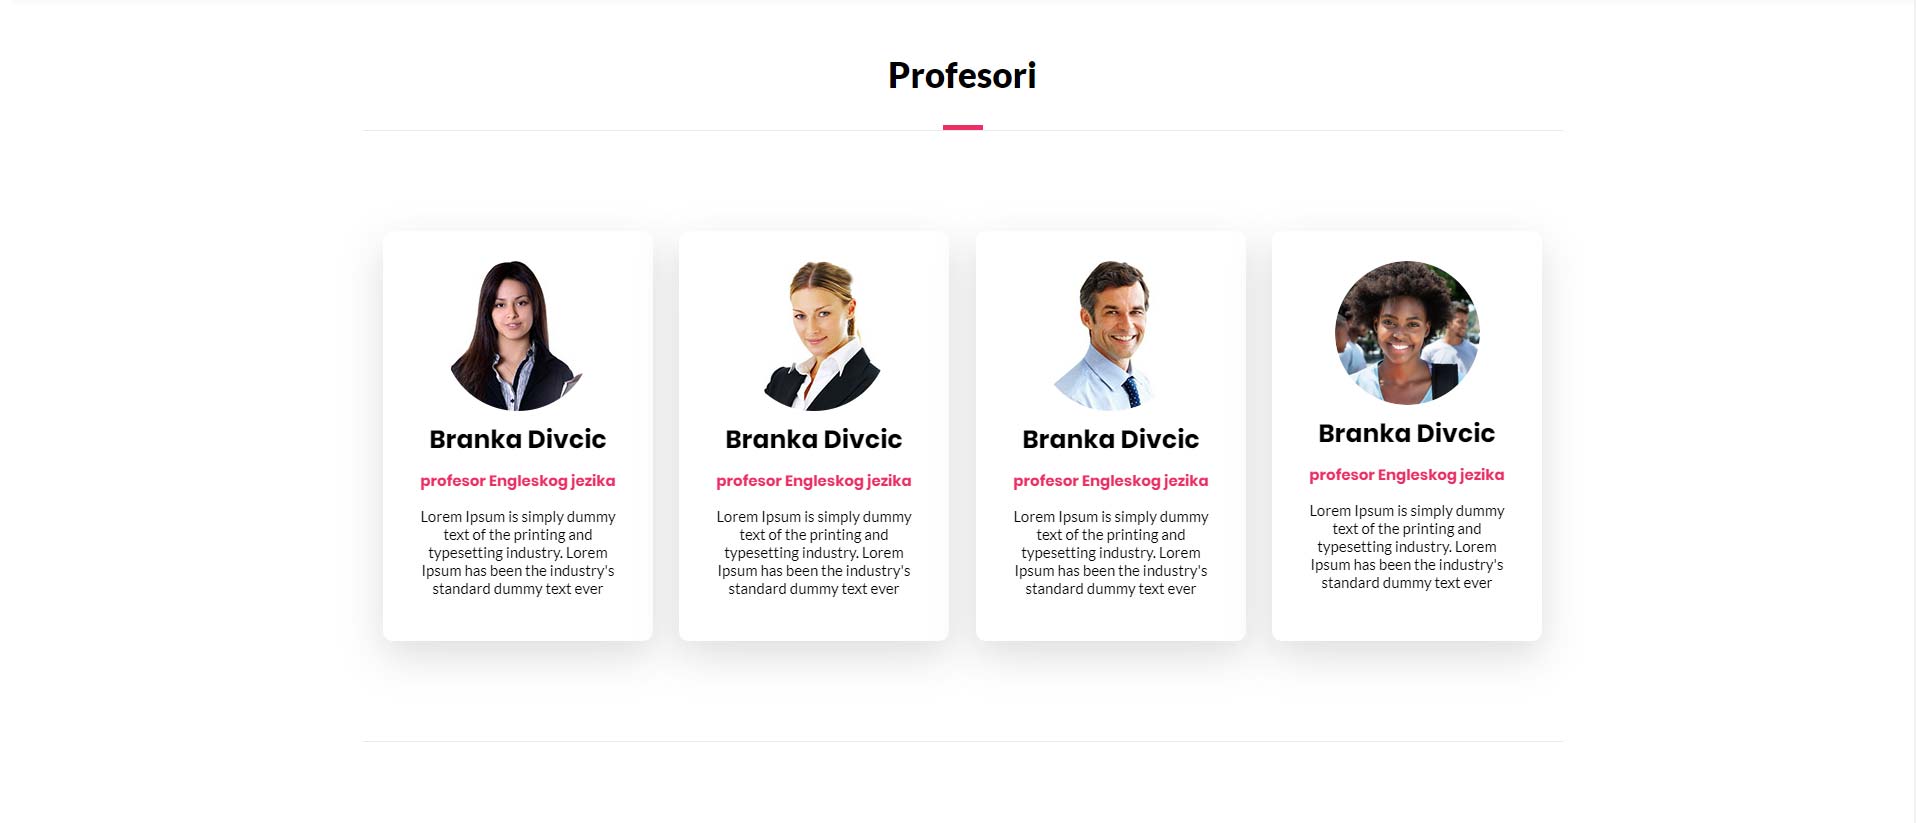 Profesori
Branka Divcic
profesor Engleskog jezika
Lorem Ipsum is simply dummy
text of the printing and
typesetting industry. Lorem
Ipsum has been the industry's
standard dummy text ever
Branka Divcic
profesor Engleskog jezika
Lorem Ipsum is simply dummy
text of the printing and
typesetting industry. Lorem
Ipsum has been the industry's
standard dummy text ever
Branka Divcic
profesor Engleskog jezika
Lorem Ipsum is simply dummy
text of the printing and
typesetting industry. Lorem
Ipsum has been the industry's
standard dummy text ever
Branka Divcic
profesor Engleskog jezika
Lorem Ipsum is simply dummy
text of the printing and
typesetting industry. Lorem
Ipsum has been the industry's
standard dummy text ever